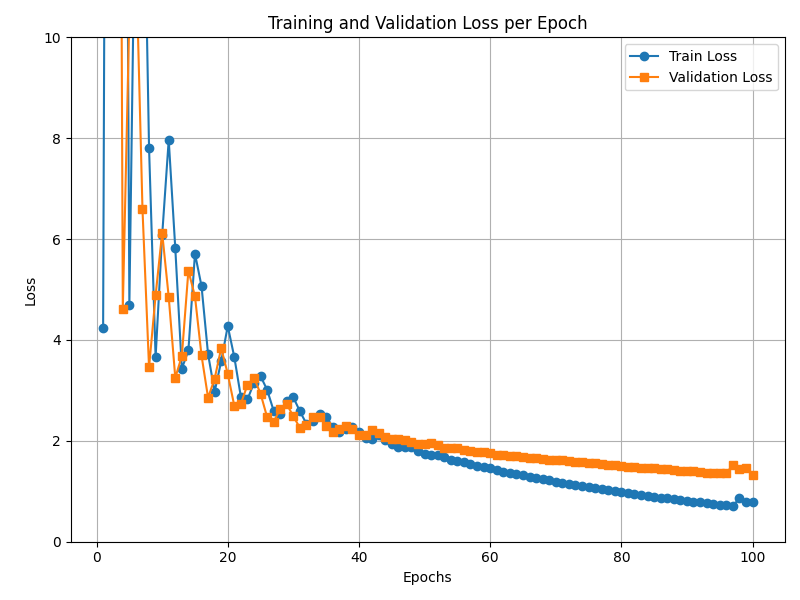 Training and Validation Loss per Epoch
Train Loss
Validation Loss
10
8
6
4
2
0
Loss
0 20 40 60 80 100
Epochs